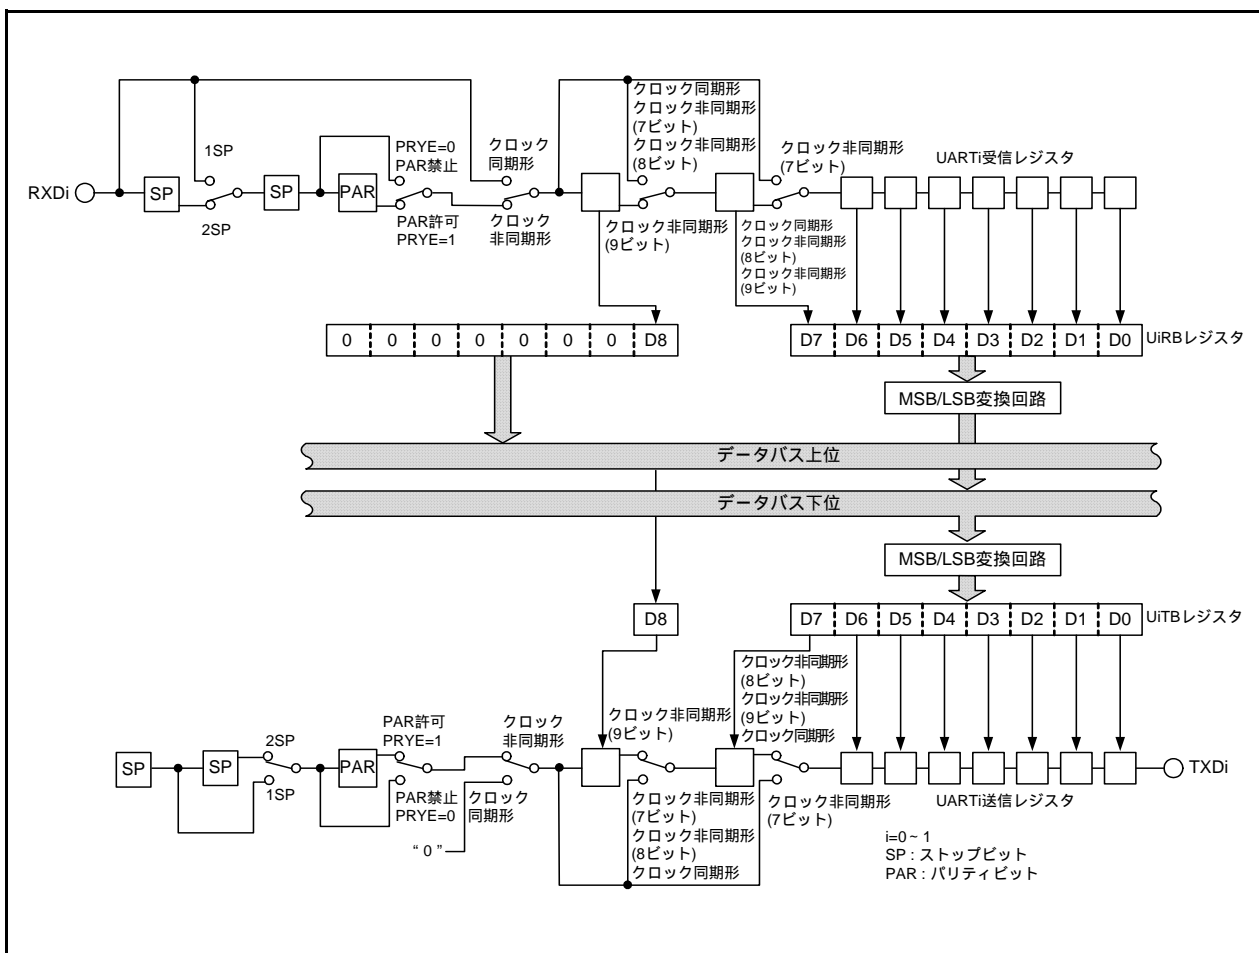 クロック同期形
クロック非同期形
(7ビット)
クロック非同期形
(8ビット)
1SP
PRYE=0
PAR禁止
クロック
同期形
クロック非同期形
(7ビット)
UARTi受信レジスタ
RXDi
SP
SP
PAR
2SP
PAR許可
PRYE=1
クロック
非同期形
クロック非同期形
(9ビット)
クロック同期形
クロック非同期形
(8ビット)
クロック非同期形
(9ビット)
0 0 0 0 0 0 0 D8
D7 D6 D5 D4 D3 D2 D1 D0
UiRBレジスタ
MSB/LSB変換回路
データバス上位
データバス下位
MSB/LSB変換回路
D8
D7 D6 D5 D4 D3 D2 D1 D0
UiTBレジスタ
クロック非同期形
(8ビット)
クロック非同期形
(9ビット)
クロック同期形
クロック非同期形
(9ビット)
PAR許可
PRYE=1
クロック
非同期形
2SP
SP
SP
PAR
TXDi
1SP
PAR禁止
PRYE=0
クロック
同期形
“ 0 ”
クロック非同期形
(7ビット)
クロック非同期形
(8ビット)
クロック同期形
クロック非同期形
(7ビット)
UARTi送信レジスタ
i=0~1
SP : ストップビット
PAR : パリティビット